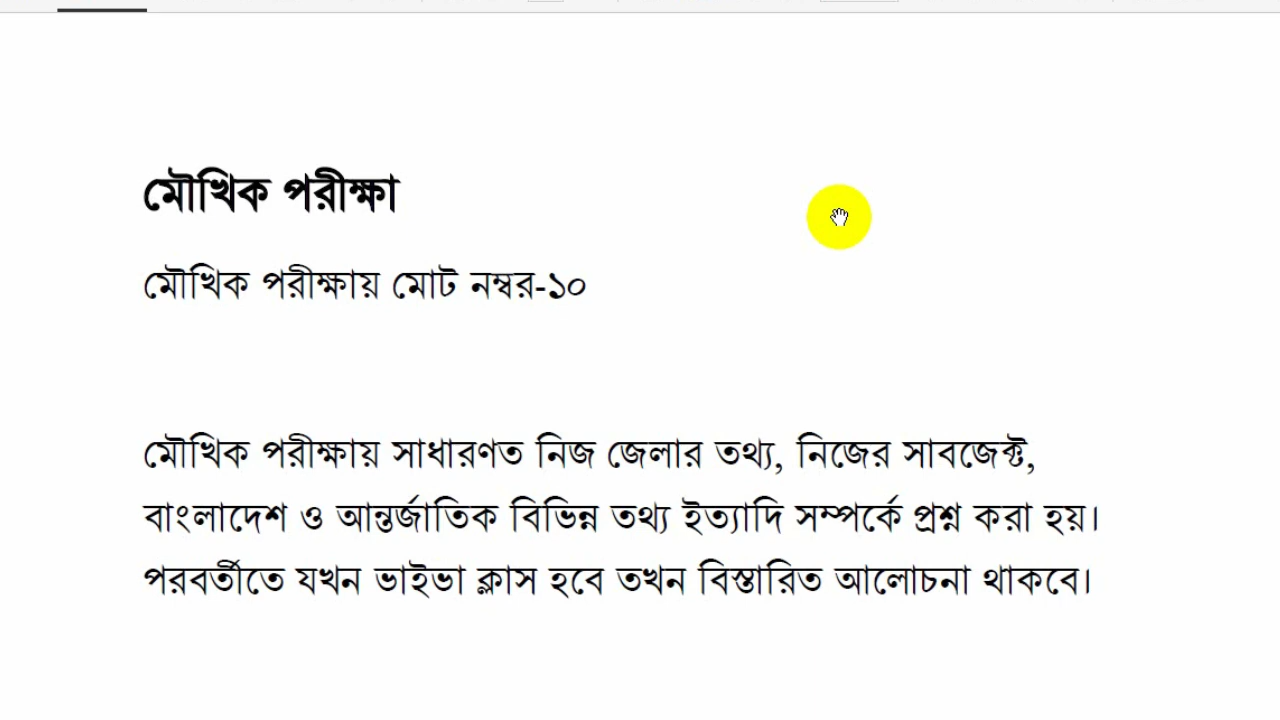 মৌখিক পরীক্ষা
মৌখিক পরীক্ষায় মোট নম্বর-১০
মৌখিক পরীক্ষায় সাধারণত নিজ জেলার তথ্য, নিজের সাবজেক্ট,
বাংলাদেশ ও আন্তর্জাতিক বিভিন্ন তথ্য ইত্যাদি সম্পর্কে প্রশ্ন করা হয়।
পরবর্তীতে যখন ভাইভা ক্লাস হবে তখন বিস্তারিত আলোচনা থাকবে।